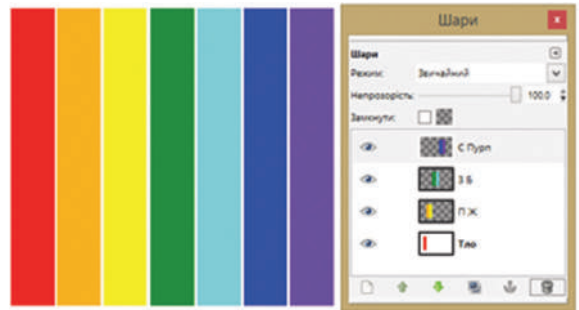 Шари
Шари
Режим: Звичайний
Непрозорість: 100,0
Замкнути:
С Пурп
З Б
П Ж
Тло